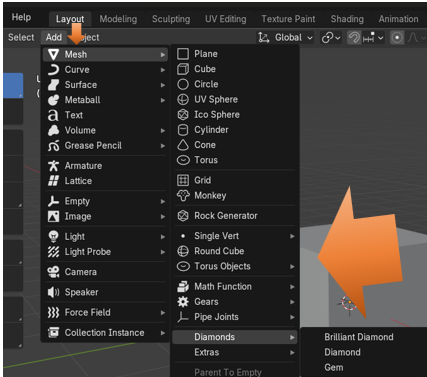 Help Layout Modeling Sculpting UV Editing Texture Paint Shading Animation
Select Add Object Global
Mesh
Curve
Surface
Metaball
Text
Volume
Grease Pencil
Armature
Lattice
Empty
Image
Light
Light Probe
Camera
Speaker
Force Field
Collection Instance
Plane
Cube
Circle
UV Sphere
Ico Sphere
Cylinder
Cone
Torus
Grid
Monkey
Rock Generator
Single Vert
Round Cube
Torus Objects
Math Function
Gears
Pipe Joints
Diamonds
Extras
Parent To Empty
Brilliant Diamond
Diamond
Gem